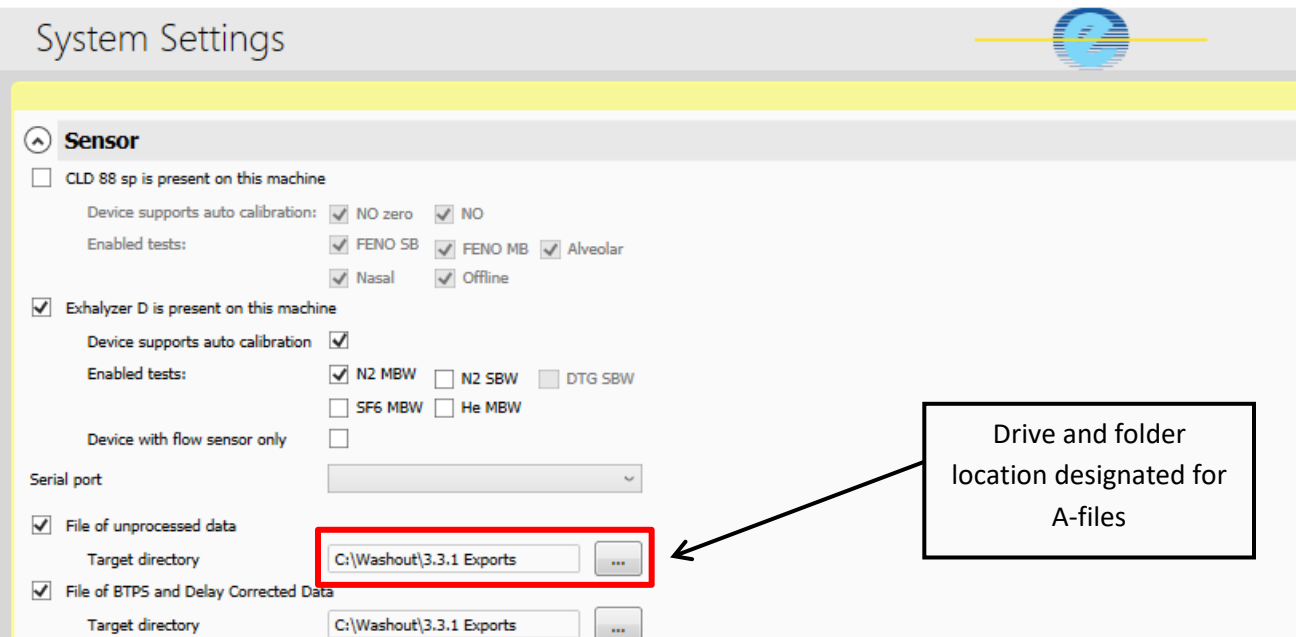 System Settings
Sensor
CLD 88 sp is present on this machine
Device supports auto calibration: NO zero NO
Enabled tests: FENO SB FENO MB Alveolar
Nasal Offline
Exhalyzer D is present on this machine
Device supports auto calibration
Enabled tests: N2 MBW N2 SBW DTG SBW
SF6 MBW He MBW
Device with flow sensor only
Serial port
File of unprocessed data
Target directory C:\Washout\3.3.1 Exports ...
File of BTPS and Delay Corrected Data
Target directory C:\Washout\3.3.1 Exports ...
Drive and folder
location designated for
A-files